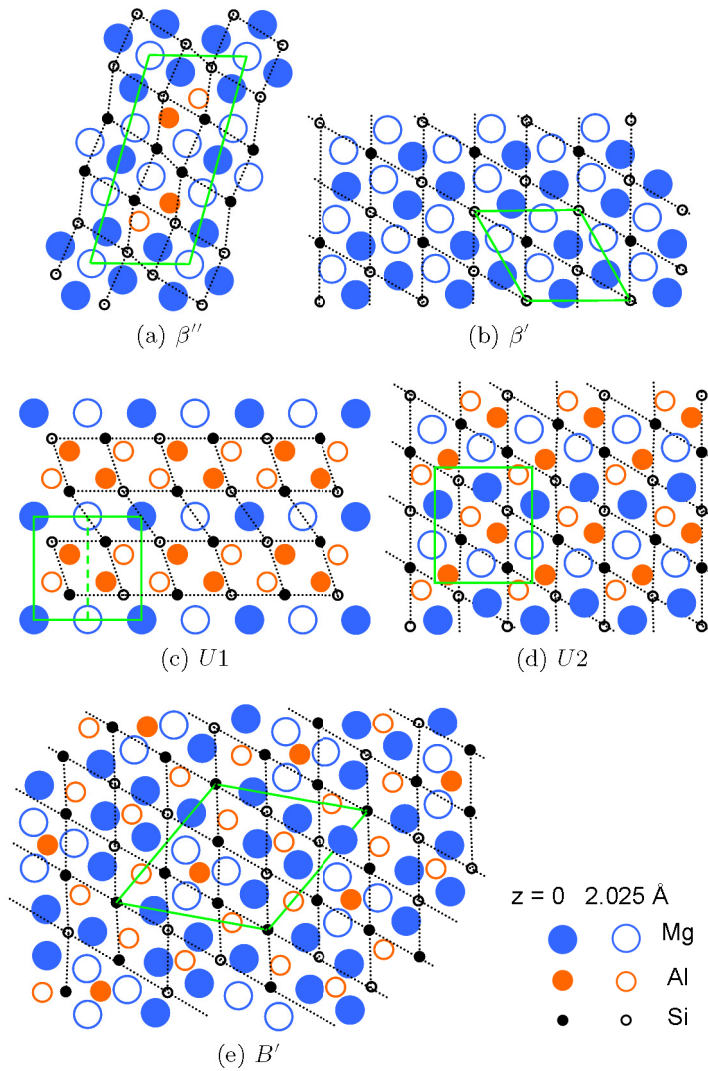 (a) β''
(b) β'
(c) U1
(d) U2
(e) B'
z = 0 2.025 Å
Mg
Al
Si